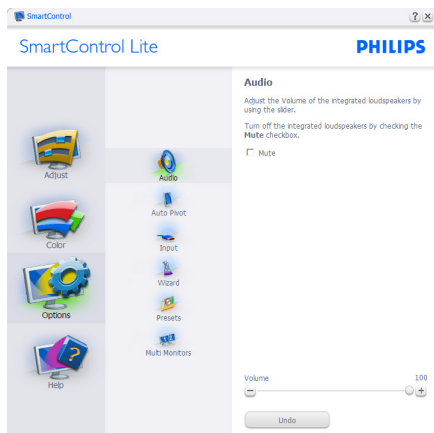 SmartControl
SmartControl Lite
PHILIPS
Adjust
Color
Options
Help
Audio
Auto Pivot
Input
Wizard
Presets
Multi Monitors
Audio
Adjust the Volume of the integrated loudspeakers by
using the slider.
Turn off the integrated loudspeakers by checking the
Mute checkbox.
Mute
Volume 100
Undo